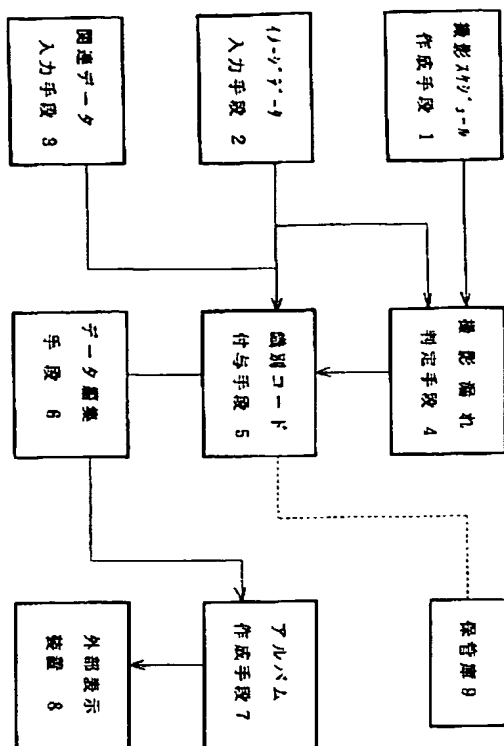 撮影スケジュール
作成手段 1
イメージデータ
入力手段 2
関連データ
入力手段 3
撮影漏れ
判定手段 4
識別コード
付与手段 5
データ編集
手段 6
アルバム
作成手段 7
外部表示
装置 8
保管庫 9